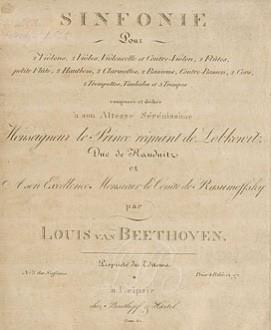 SINFONIE
Pour
2 Violons, 2 Violes, Violoncelle et Contre-Violon, 2 Flûtes,
petite Flûte, 2 Hautbois, 2 Clarinettes, 2 Bassons, Contre-Basson, 2 Cors,
2 Trompettes, Timbales et 3 Trompes
composée et dediée
à son Altesse Sérénissime
Monseigneur le Prince regnant de Lobkowitz
Duc de Raudnitz
et
A son Excellence Monsieur le Comte de Rasumoffsky
par
LOUIS VAN BEETHOVEN.
Propriété des Editeurs.
à Leipsic
chez Breitkopf & Härtel